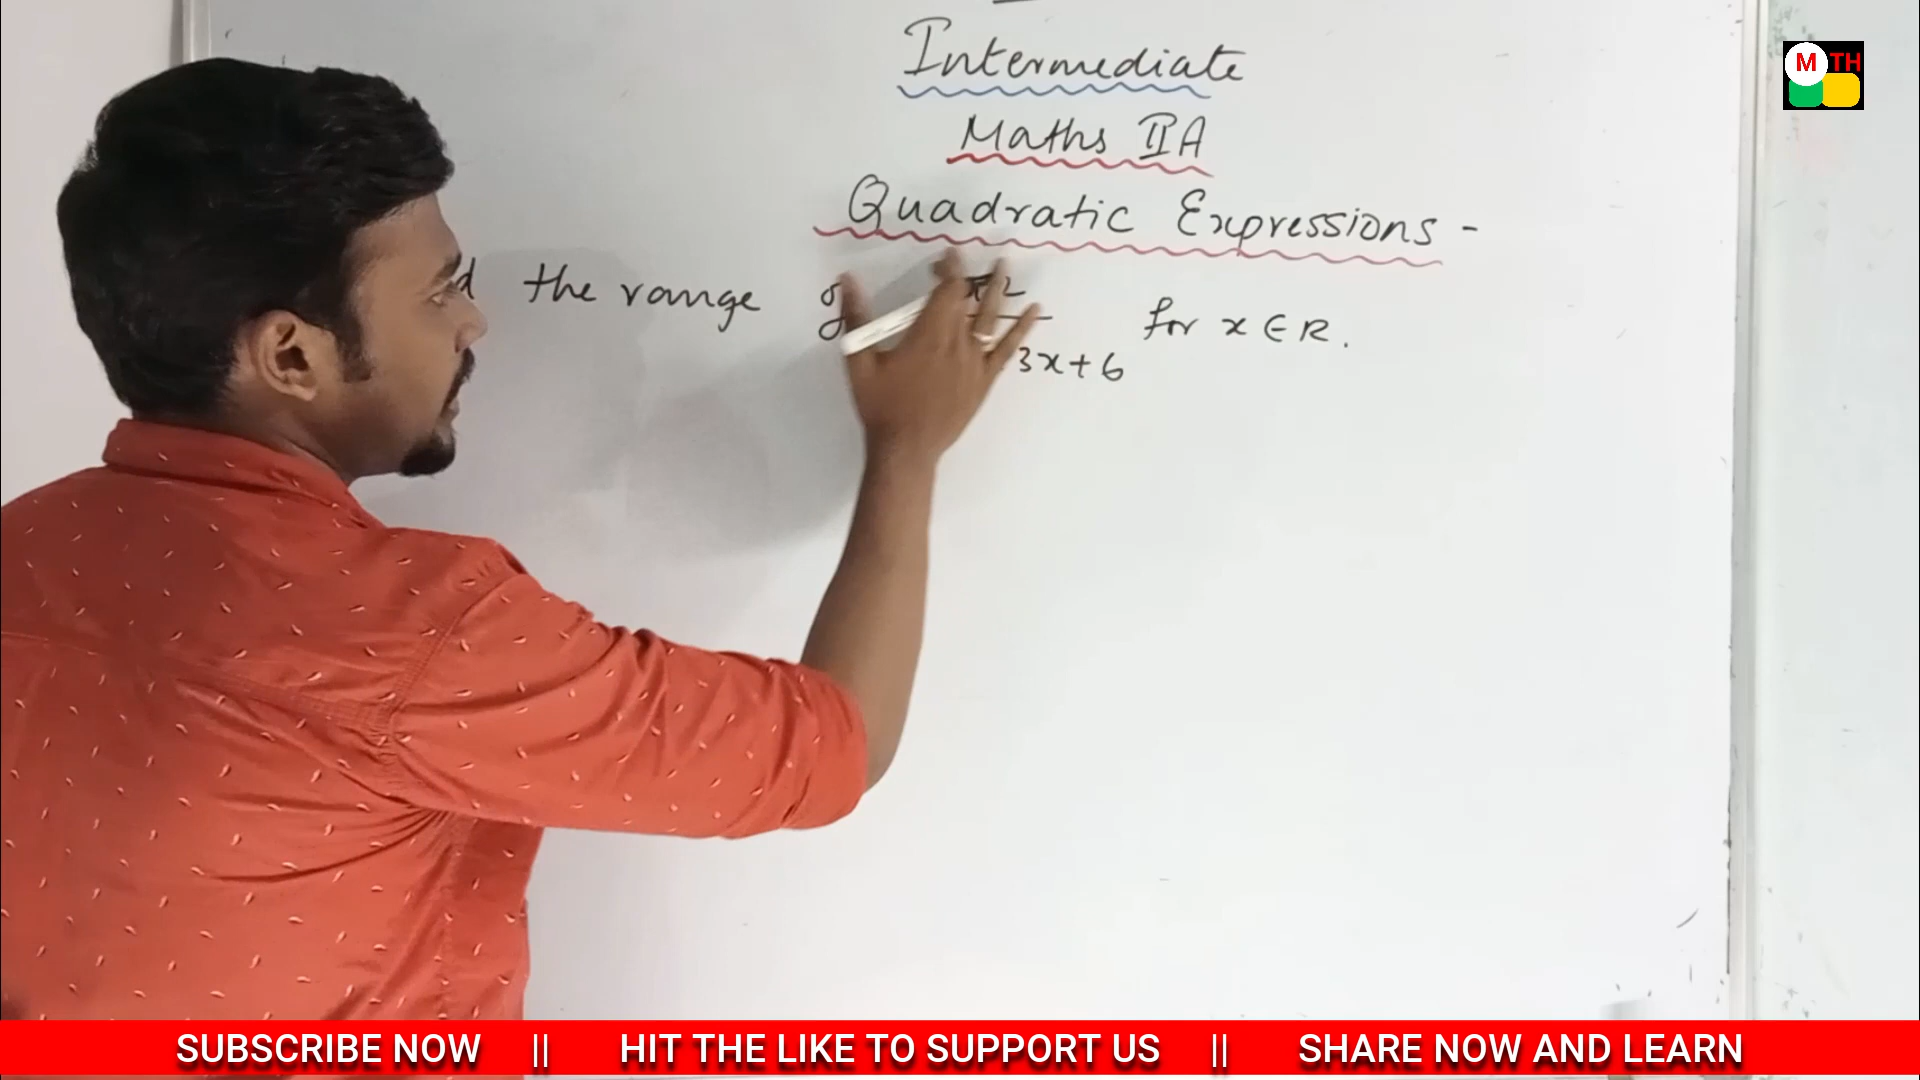 Intermediate
Maths IIA
Quadratic Expressions -
the range for x ∈ R.
3x + 6
M TH
SUBSCRIBE NOW || HIT THE LIKE TO SUPPORT US || SHARE NOW AND LEARN